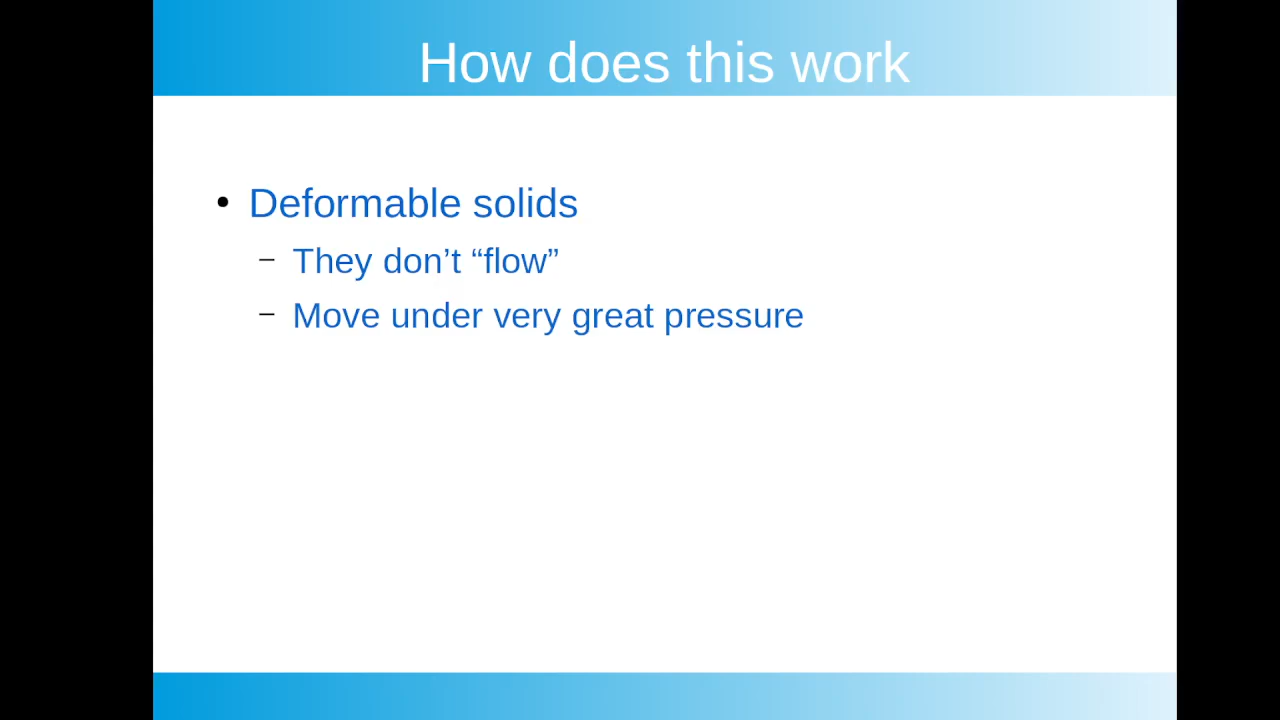 How does this work
• Deformable solids
– They don’t “flow”
– Move under very great pressure